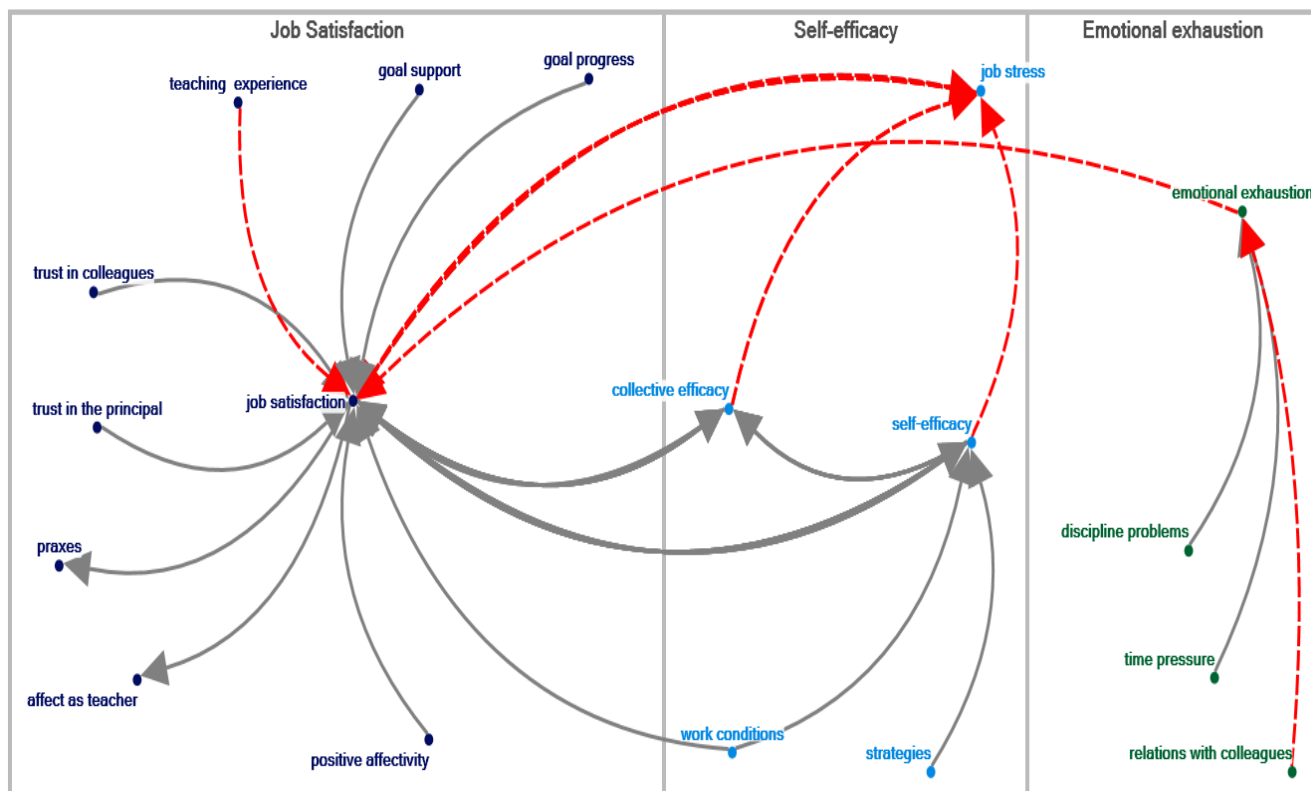 Job Satisfaction
Self-efficacy
Emotional exhaustion
teaching experience
goal support
goal progress
job stress
emotional exhaustion
trust in colleagues
trust in the principal
job satisfaction
collective efficacy
self-efficacy
praxes
discipline problems
affect as teacher
time pressure
positive affectivity
work conditions
strategies
relations with colleagues